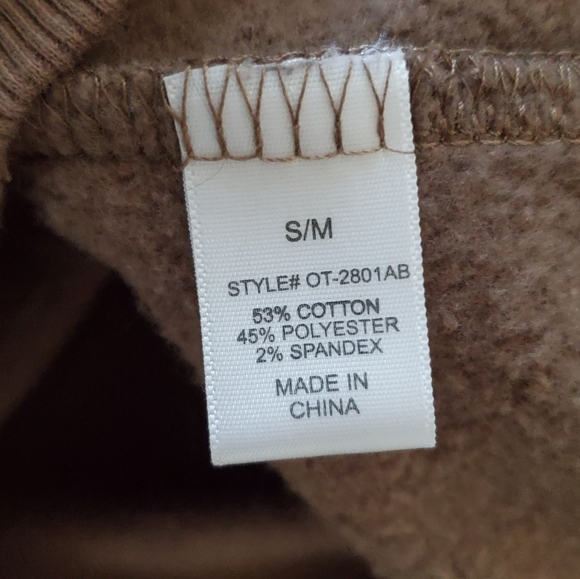 S/M
STYLE# OT-2801AB
53% COTTON
45% POLYESTER
2% SPANDEX
MADE IN
CHINA